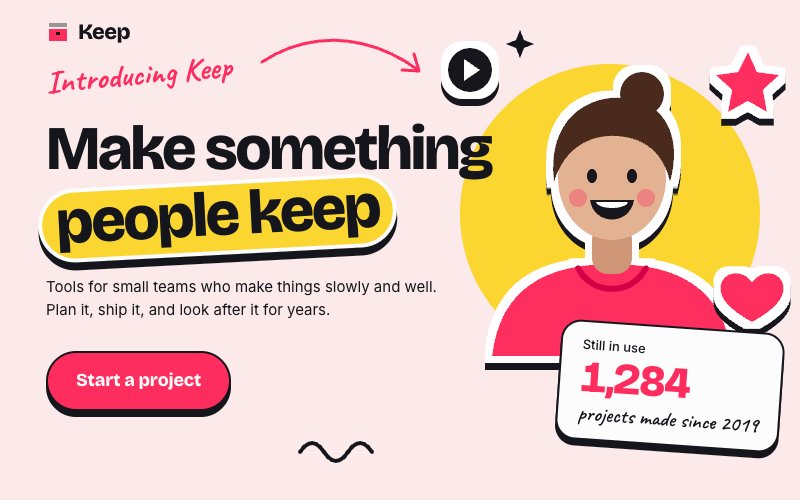 Keep
Introducing Keep
Make something
people keep
Tools for small teams who make things slowly and well.
Plan it, ship it, and look after it for years.
Start a project
Still in use
1,284
projects made since 2019